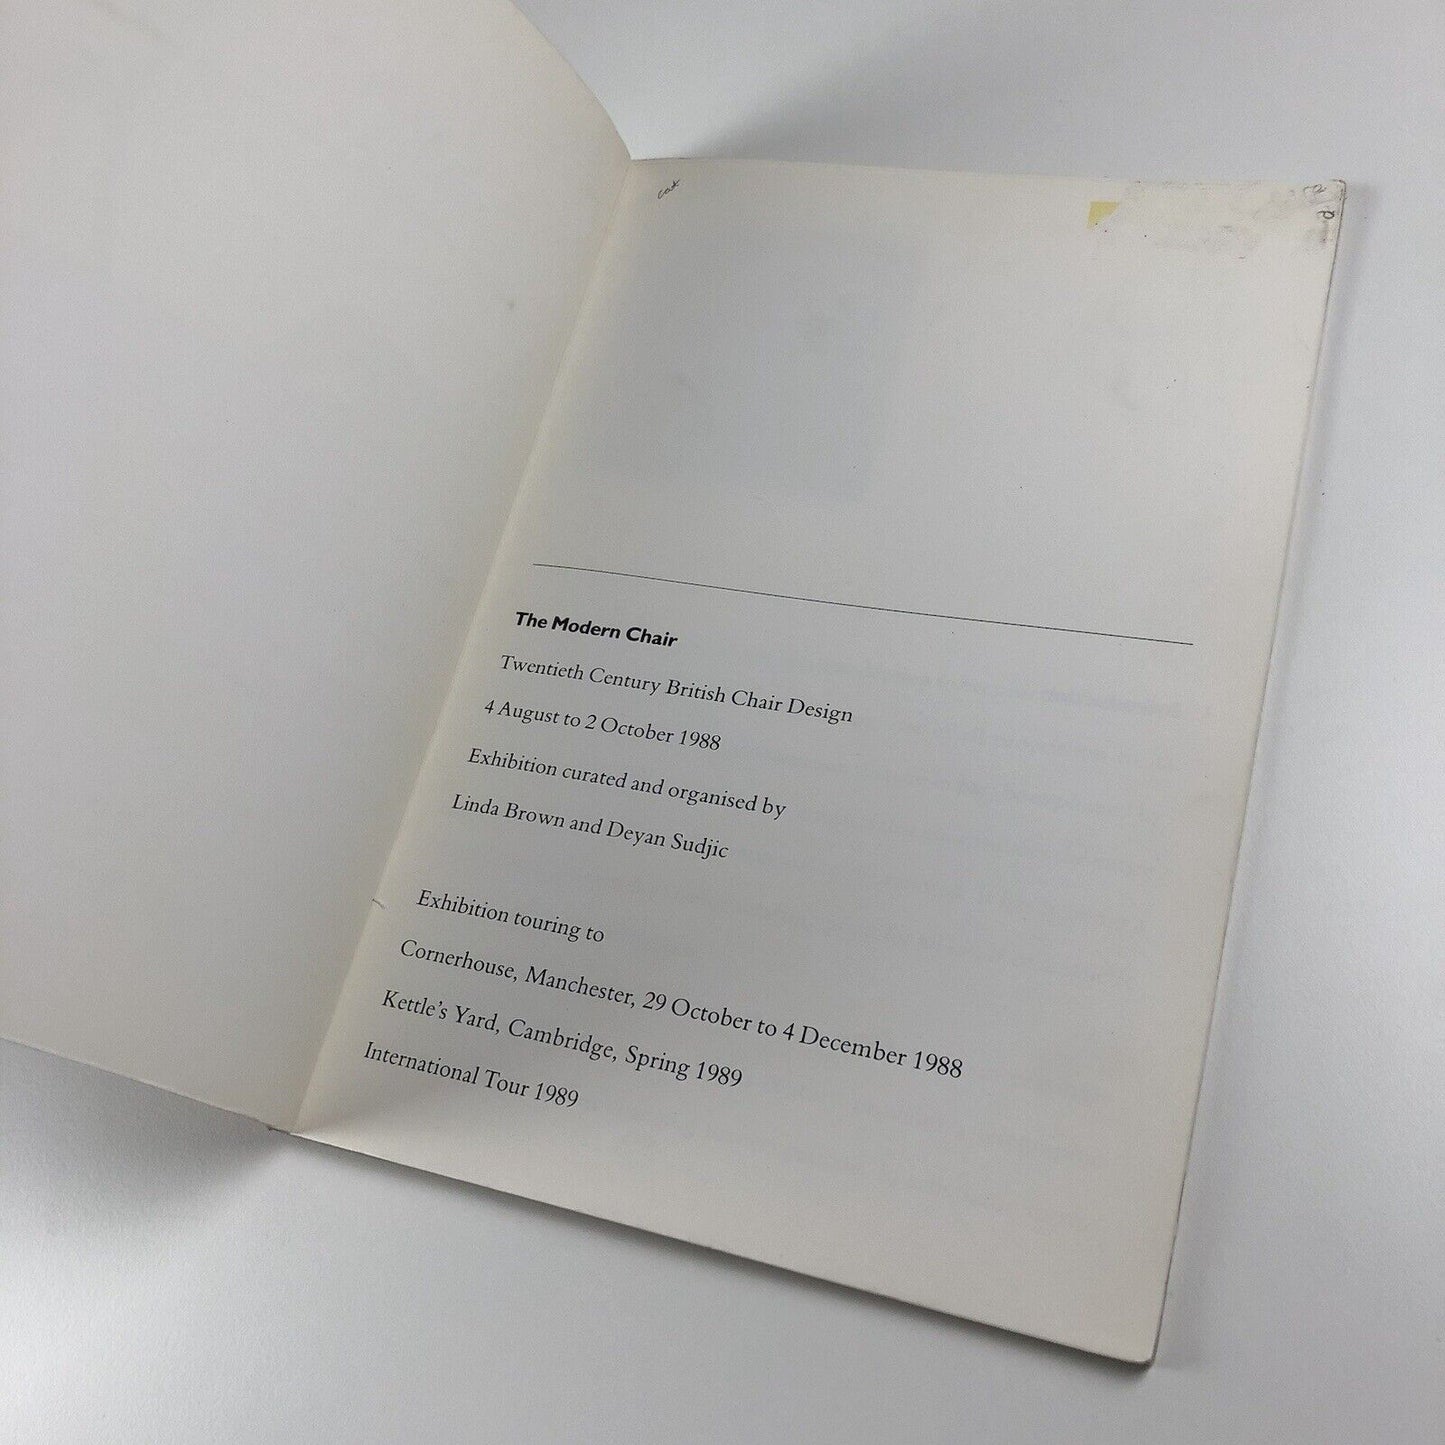 cat
The Modern Chair
Twentieth Century British Chair Design
4 August to 2 October 1988
Exhibition curated and organised by
Linda Brown and Deyan Sudjic
Exhibition touring to
Cornerhouse, Manchester, 29 October to 4 December 1988
Kettle's Yard, Cambridge, Spring 1989
International Tour 1989